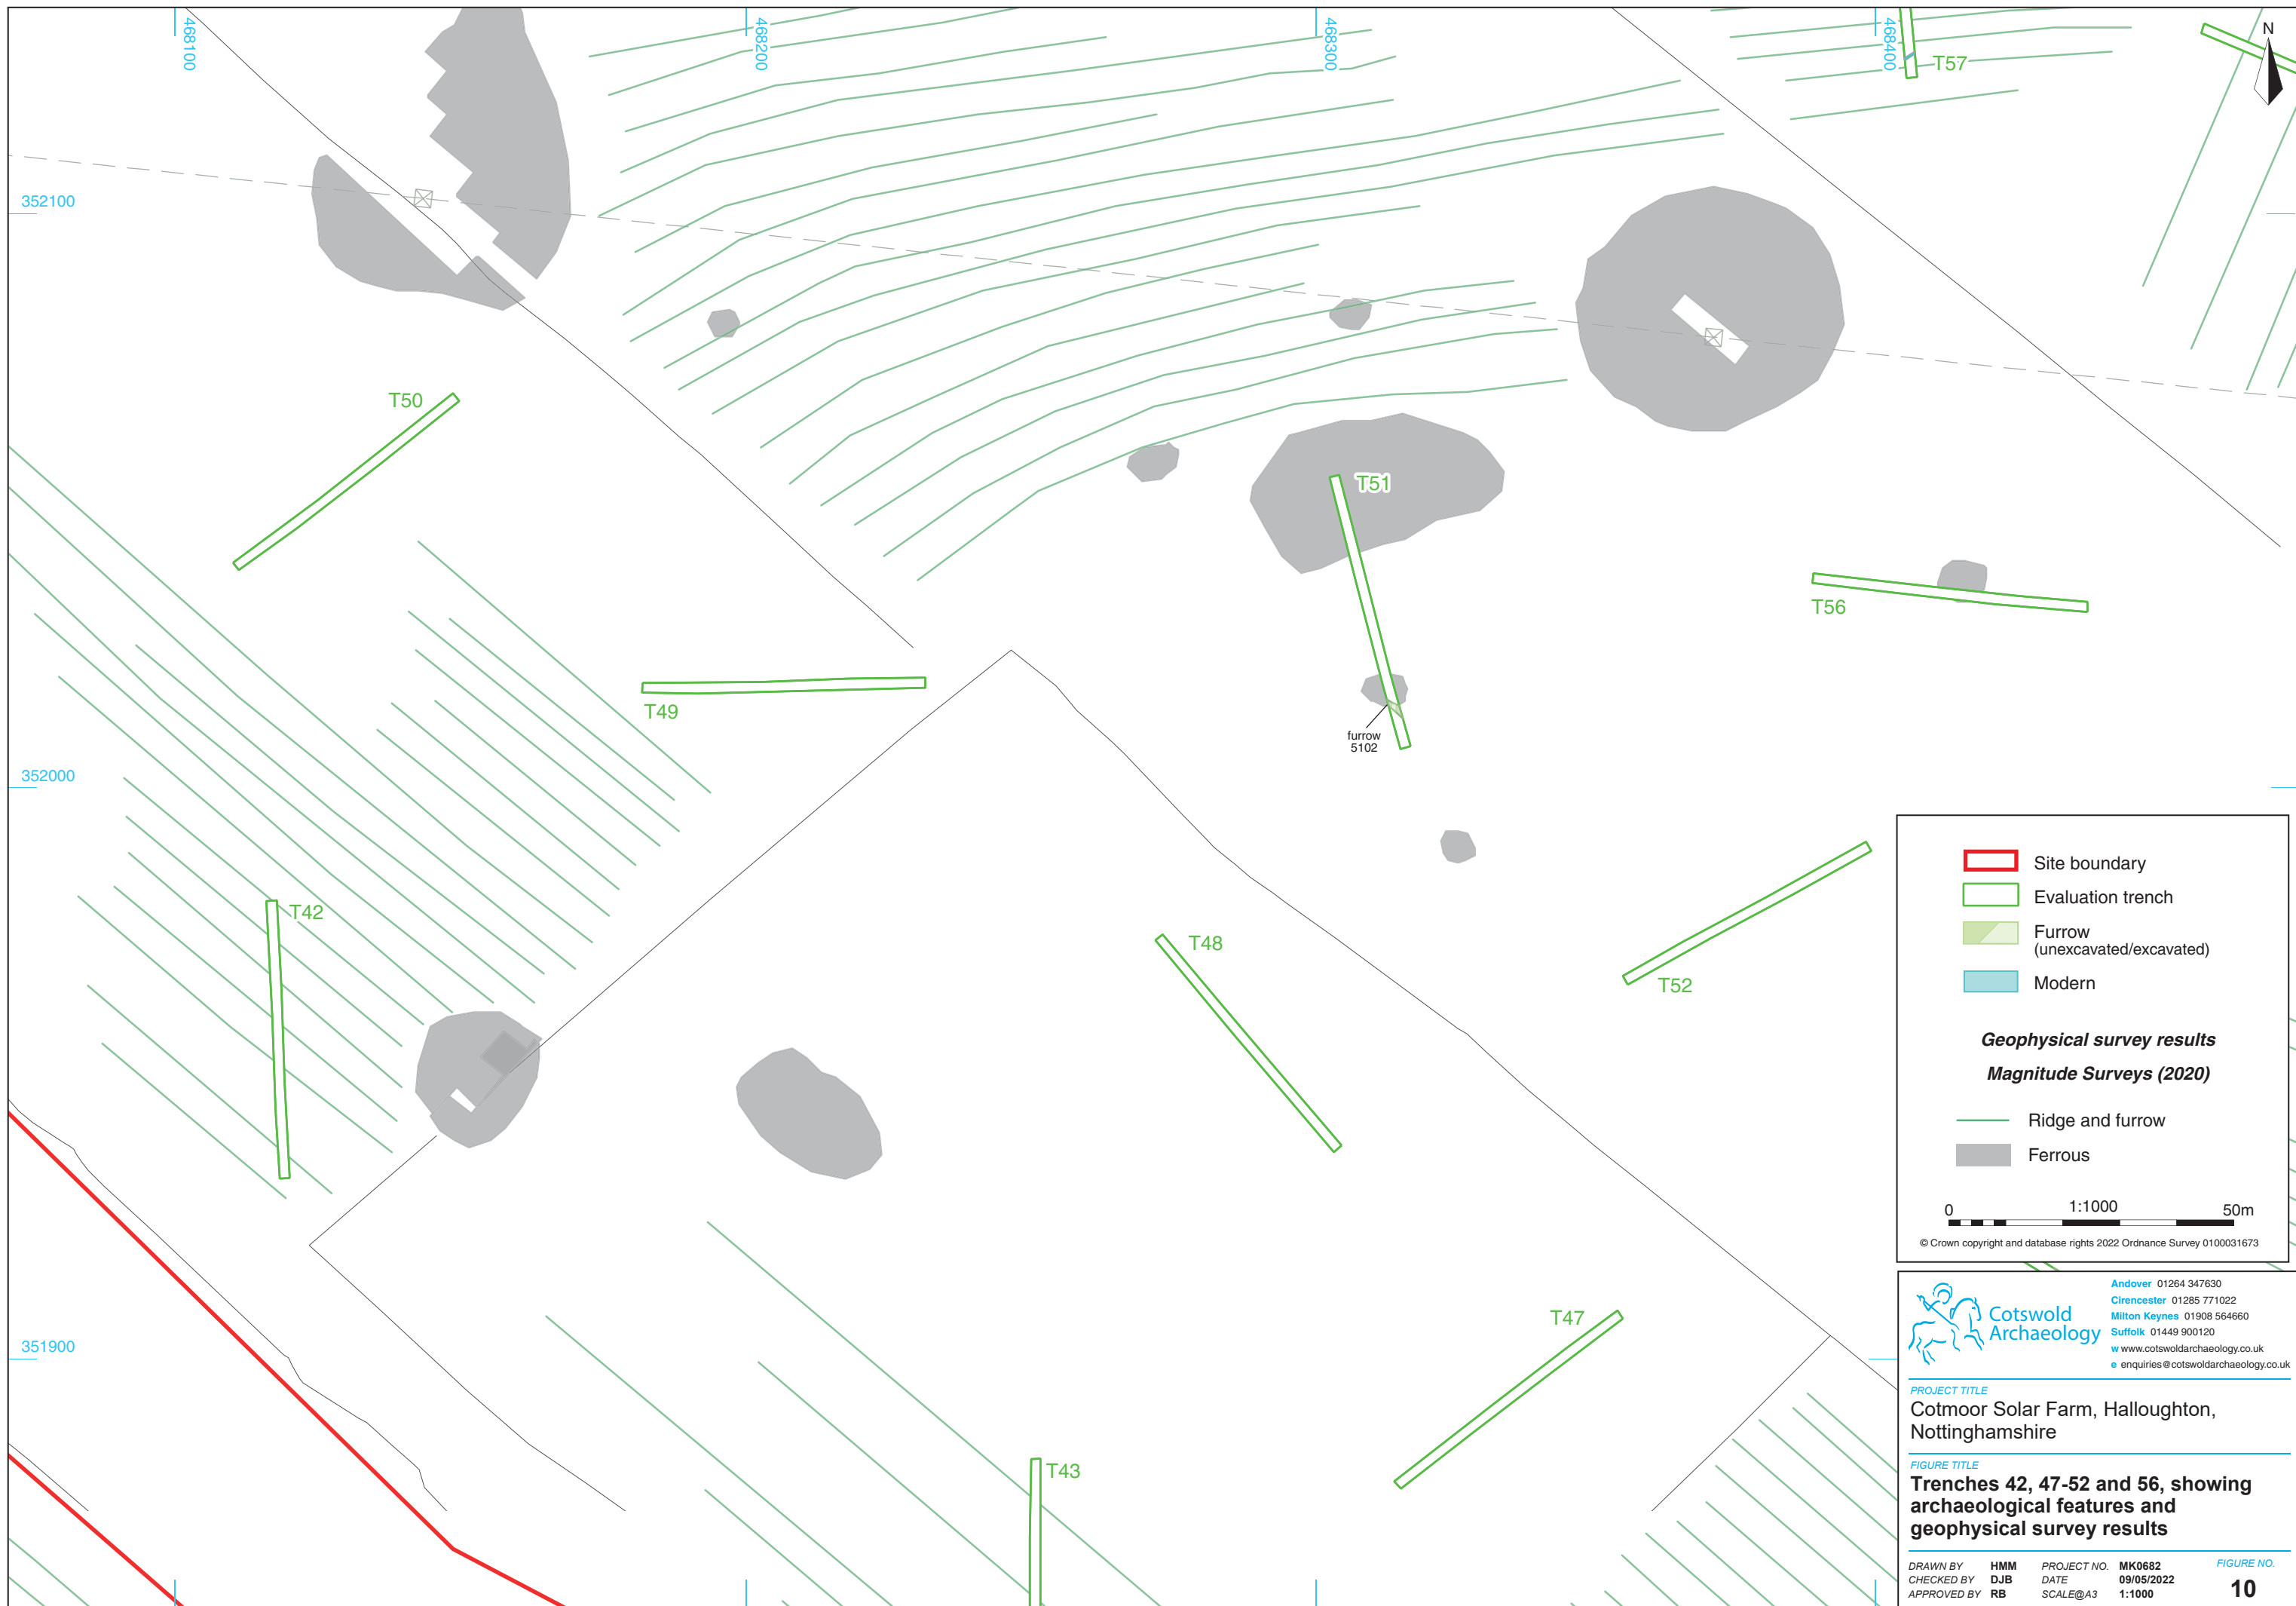 468100
468200
468300
468400
N
T57
352100
T50
T51
T56
T49
furrow
5102
352000
T42
T48
T52
T47
351900
T43
Site boundary
Evaluation trench
Furrow
(unexcavated/excavated)
Modern
Geophysical survey results
Magnitude Surveys (2020)
Ridge and furrow
Ferrous
0 1:1000 50m
© Crown copyright and database rights 2022 Ordnance Survey 0100031673
Cotswold
Archaeology
Andover 01264 347630
Cirencester 01285 771022
Milton Keynes 01908 564660
Suffolk 01449 900120
w www.cotswoldarchaeology.co.uk
e enquiries@cotswoldarchaeology.co.uk
PROJECT TITLE
Cotmoor Solar Farm, Halloughton,
Nottinghamshire
FIGURE TITLE
Trenches 42, 47-52 and 56, showing
archaeological features and
geophysical survey results
DRAWN BY HMM PROJECT NO. MK0682 FIGURE NO.
CHECKED BY DJB DATE 09/05/2022
APPROVED BY RB SCALE@A3 1:1000 10